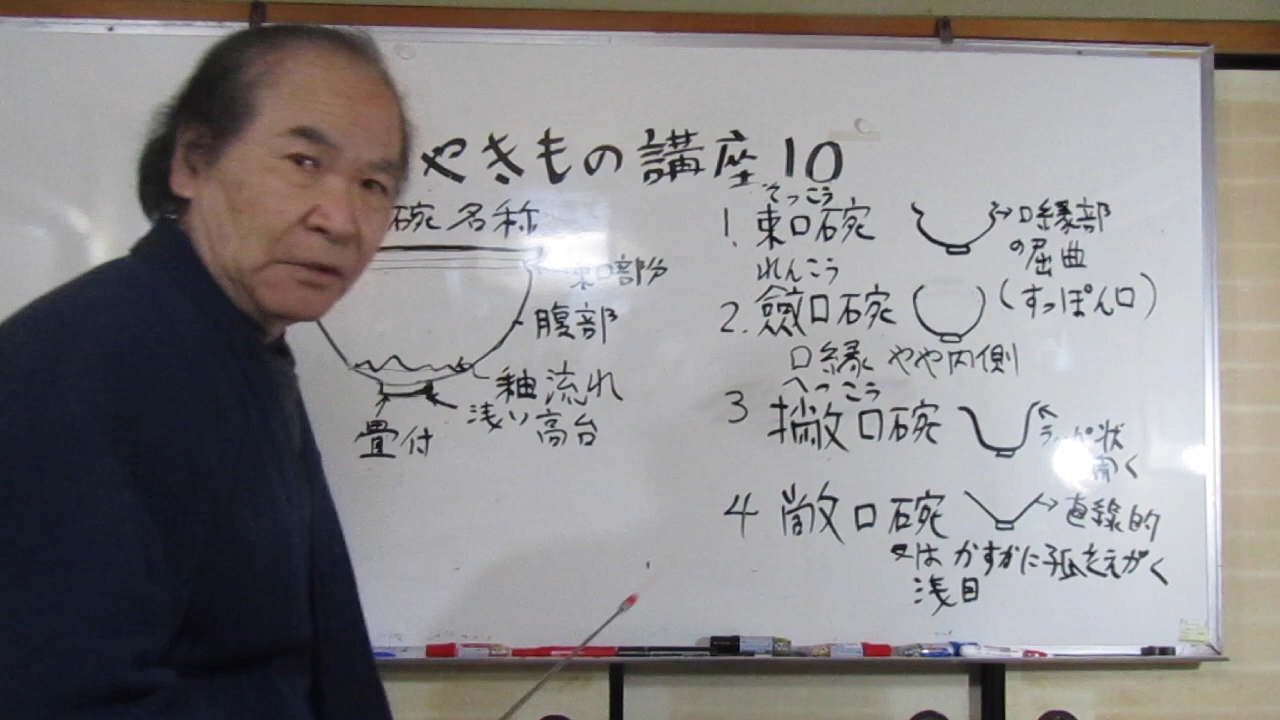 やきもの講座 10
碗名称
束口部分
腹部
釉流れ
浅い高台
畳付
そっこう
1. 束口碗
口縁部
の屈曲
れんこう
2. 斂口碗
(すっぽん口)
口縁 やや内側
へっこう
3 撇口碗
ラッパ状
開く
4 敞口碗
直線的
又は かすかに弧をえがく
浅目